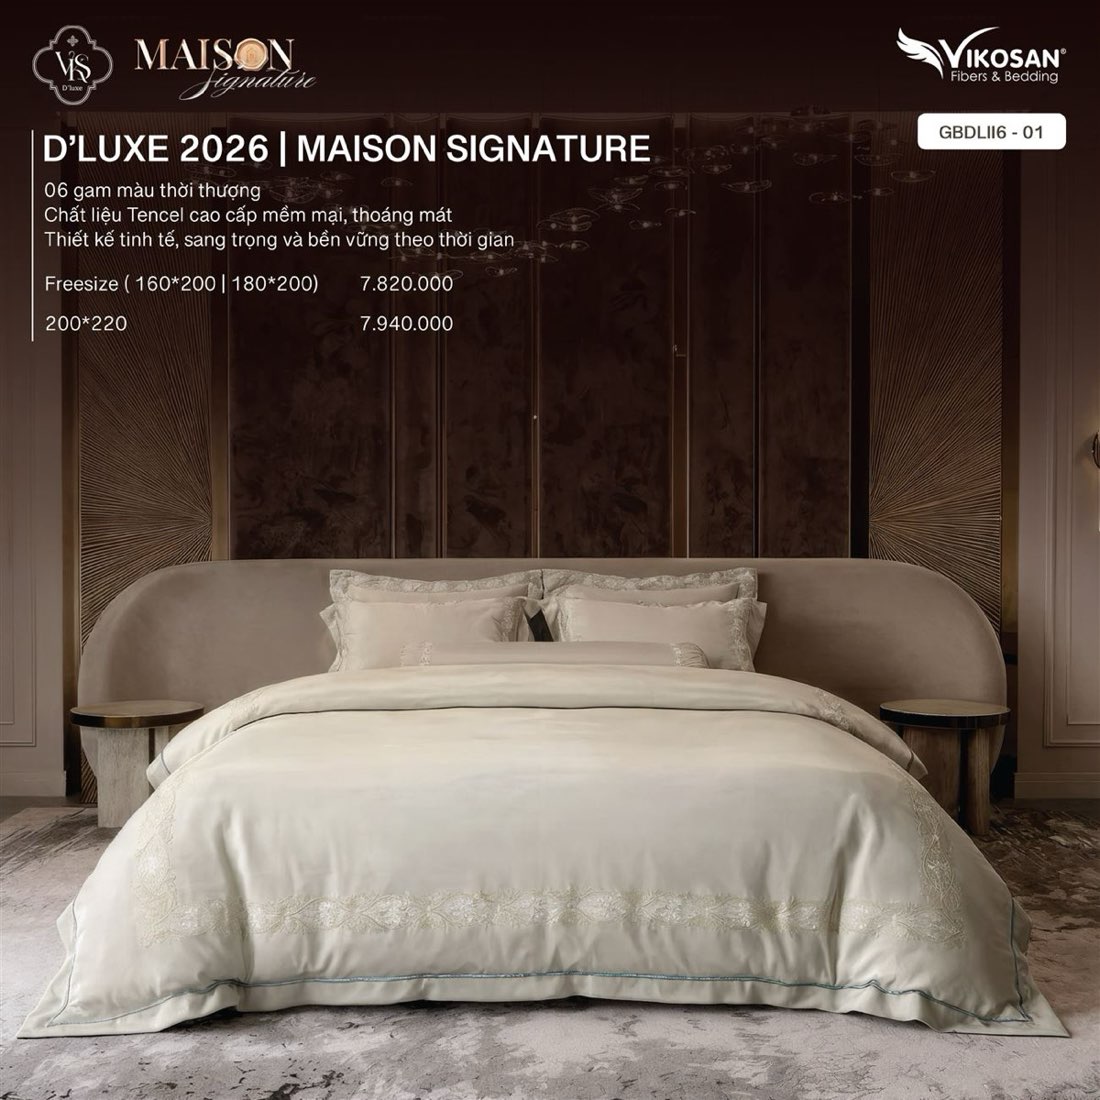 VKS
D'luxe
MAISON
Signature
VIKOSAN®
Fibers & Bedding
GBDLII6 - 01
D'LUXE 2026 | MAISON SIGNATURE
06 gam màu thời thượng
Chất liệu Tencel cao cấp mềm mại, thoáng mát
Thiết kế tinh tế, sang trọng và bền vững theo thời gian
Freesize ( 160*200 | 180*200) 7.820.000
200*220 7.940.000